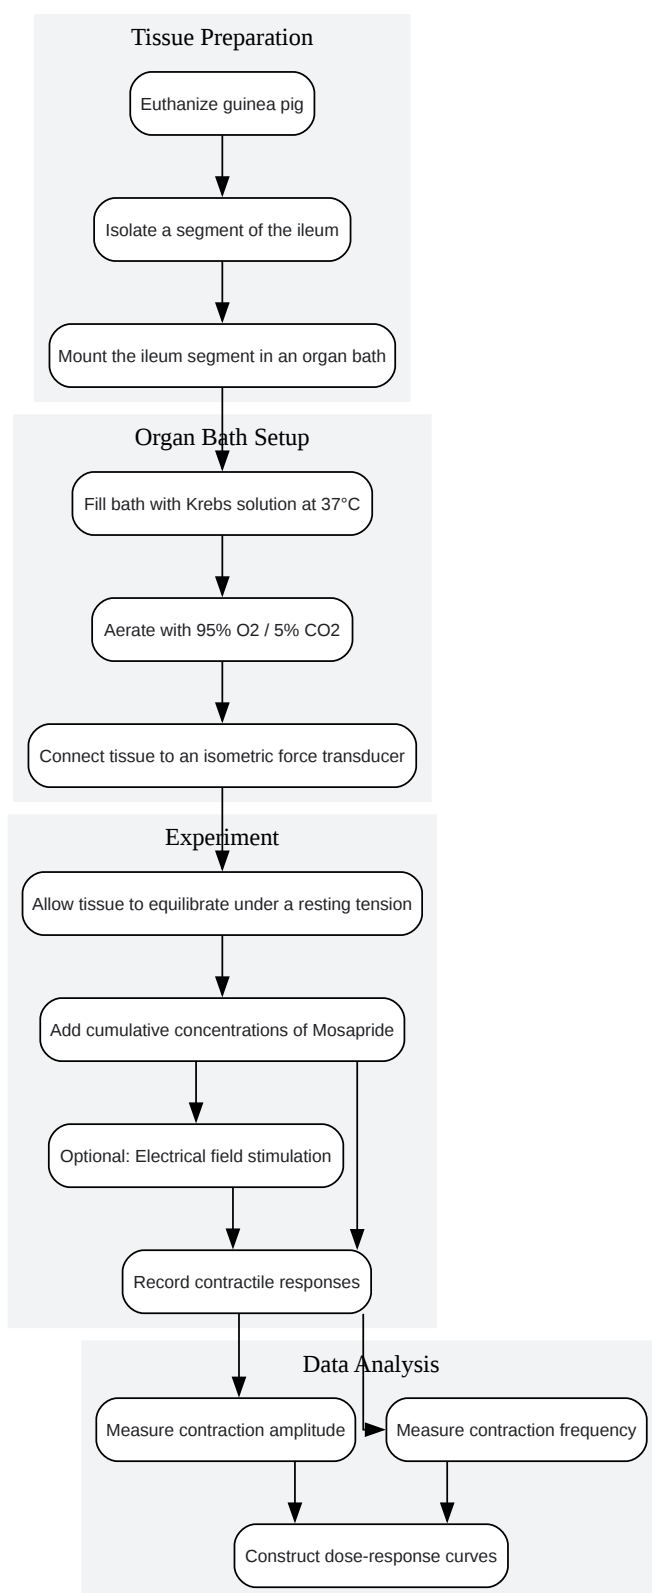 Tissue Preparation
Euthanize guinea pig
Isolate a segment of the ileum
Mount the ileum segment in an organ bath
Organ Bath Setup
Fill bath with Krebs solution at 37°C
Aerate with 95% O2 / 5% CO2
Connect tissue to an isometric force transducer
Experiment
Allow tissue to equilibrate under a resting tension
Add cumulative concentrations of Mosapride
Optional: Electrical field stimulation
Record contractile responses
Data Analysis
Measure contraction amplitude
Measure contraction frequency
Construct dose-response curves